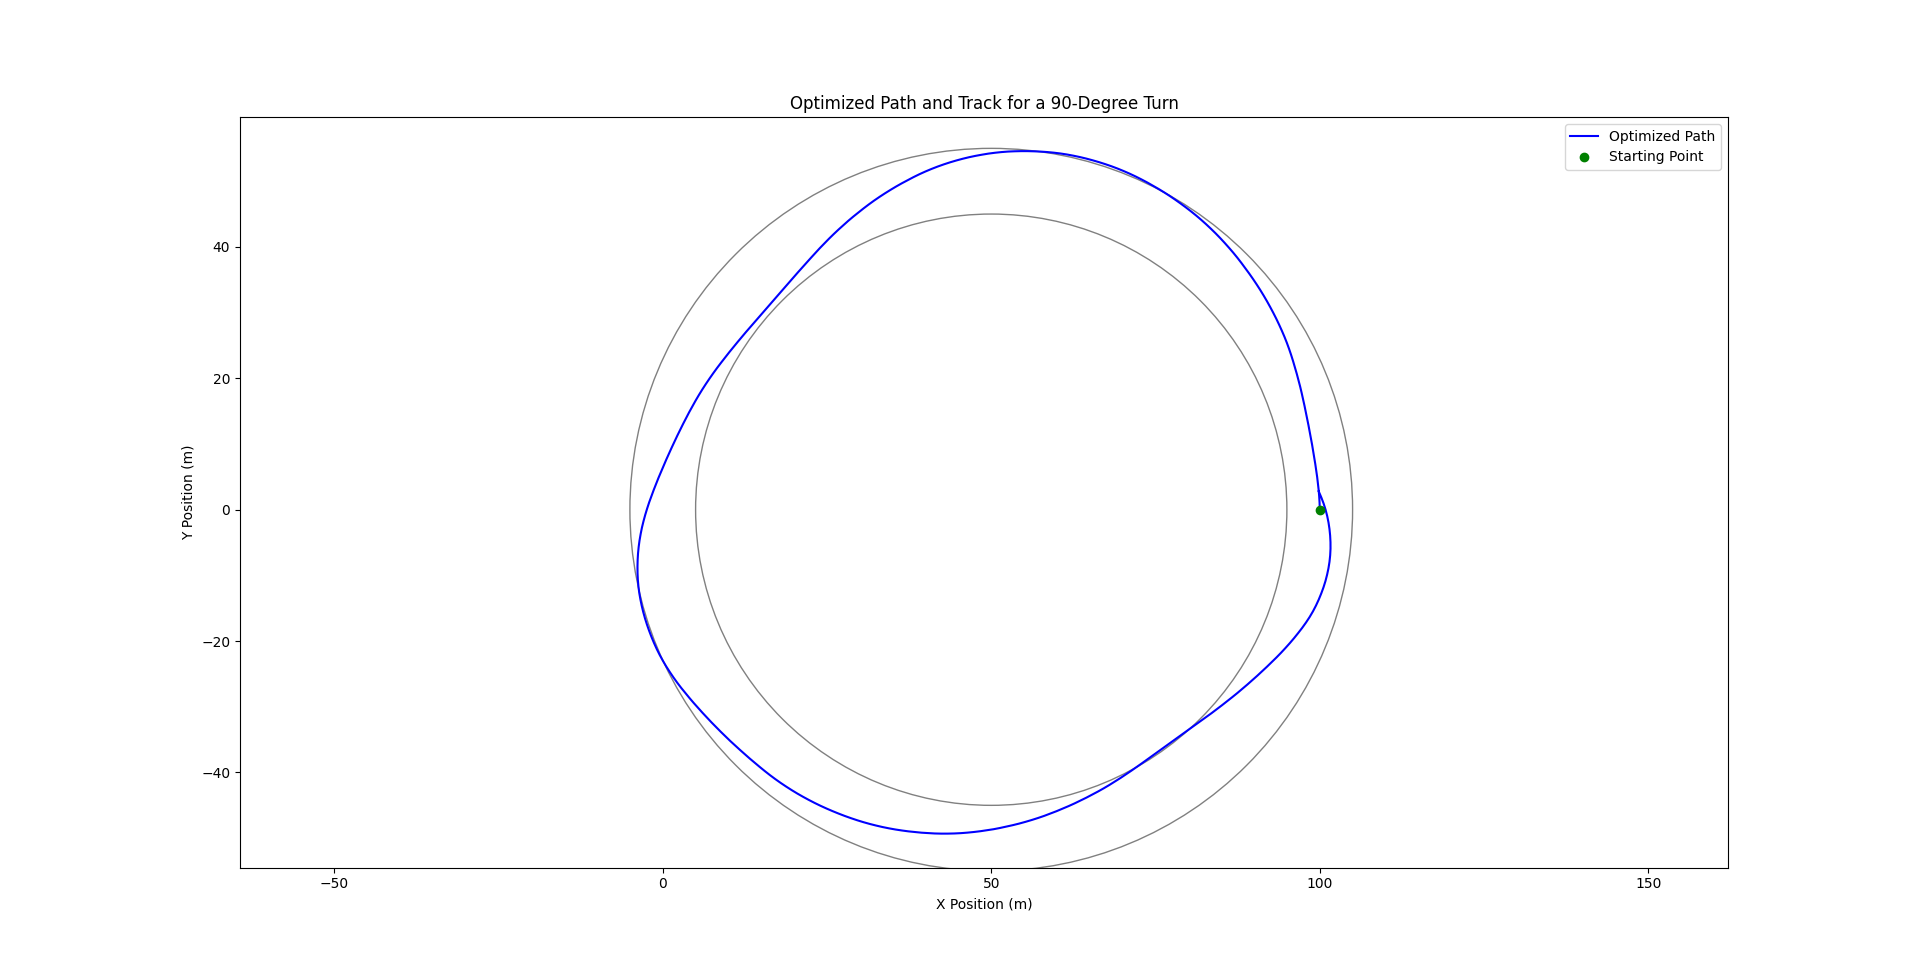 Optimized Path and Track for a 90-Degree Turn
Optimized Path
Starting Point
Y Position (m)
40
20
0
−20
−40
−50
0
50
100
150
X Position (m)